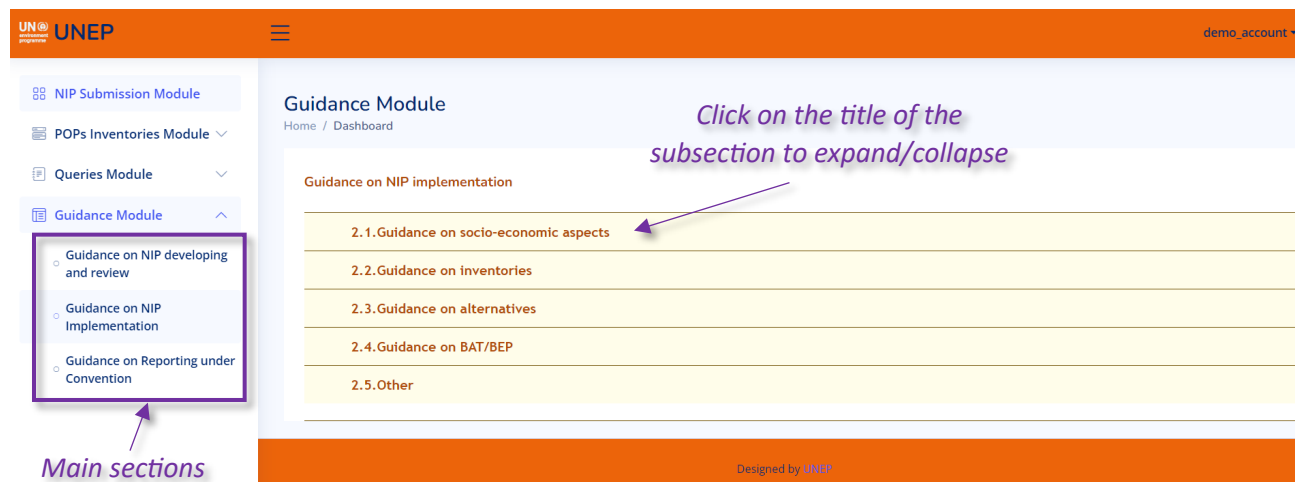 UN
environment
programme
UNEP
demo_account
NIP Submission Module
POPs Inventories Module
Queries Module
Guidance Module
Guidance on NIP developing
and review
Guidance on NIP
Implementation
Guidance on Reporting under
Convention
Main sections
Guidance Module
Home / Dashboard
Click on the title of the
subsection to expand/collapse
Guidance on NIP implementation
2.1.Guidance on socio-economic aspects
2.2.Guidance on inventories
2.3.Guidance on alternatives
2.4.Guidance on BAT/BEP
2.5.Other
Designed by UNEP